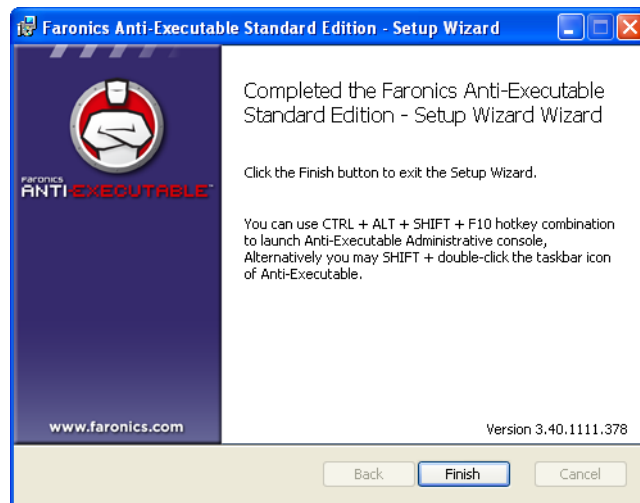 Faronics Anti-Executable Standard Edition - Setup Wizard
Completed the Faronics Anti-Executable
Standard Edition - Setup Wizard Wizard
Click the Finish button to exit the Setup Wizard.
FARONICS
ANTI-EXECUTABLE™
You can use CTRL + ALT + SHIFT + F10 hotkey combination
to launch Anti-Executable Administrative console,
Alternatively you may SHIFT + double-click the taskbar icon
of Anti-Executable.
www.faronics.com
Version 3.40.1111.378
Back
Finish
Cancel